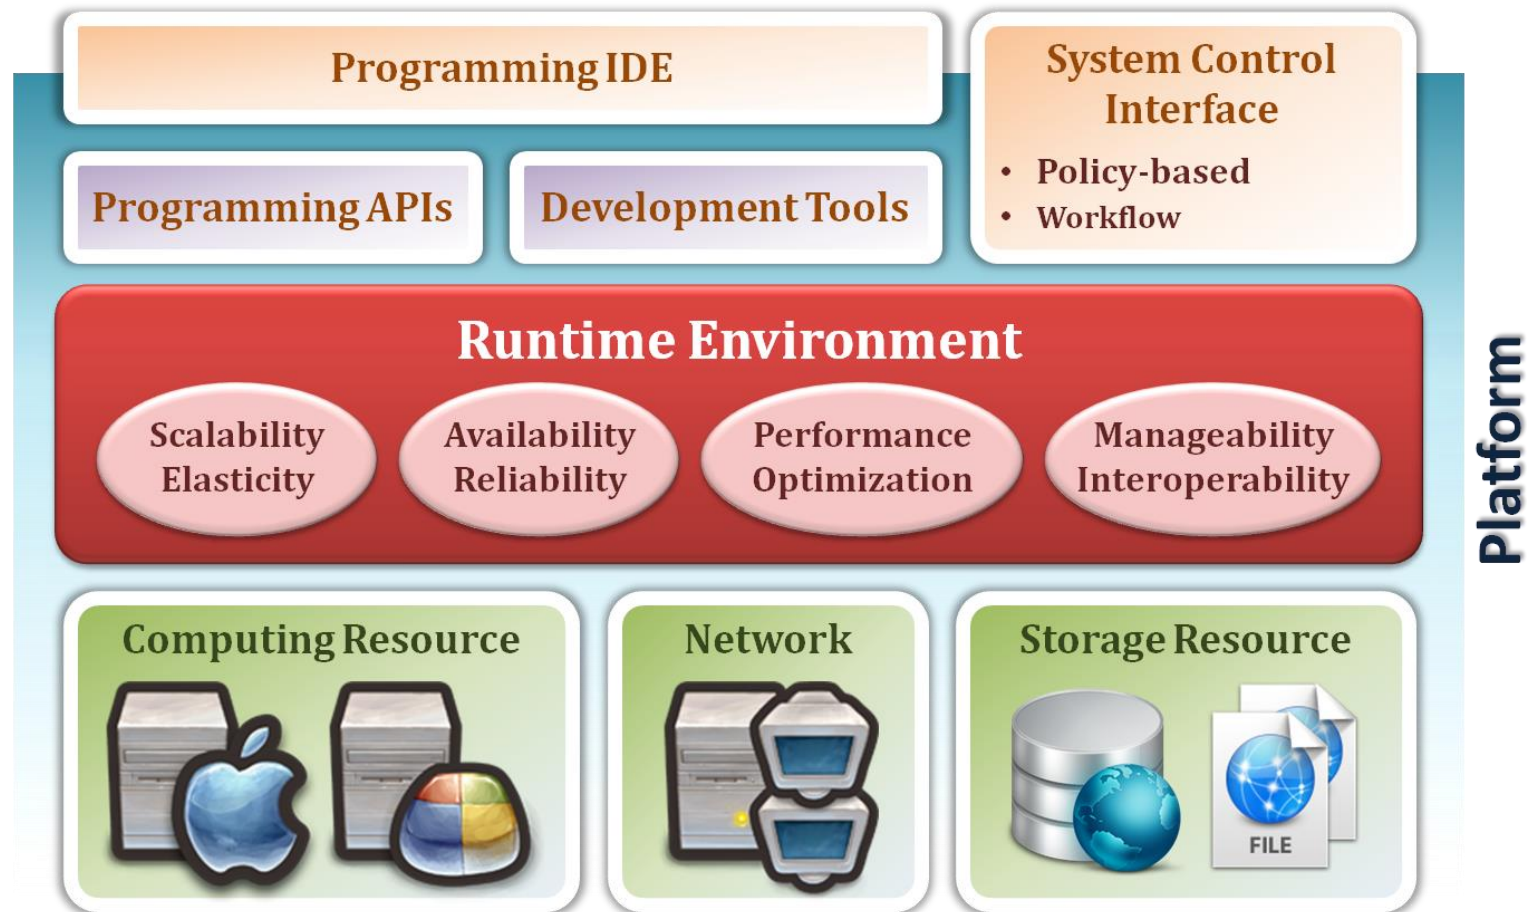 Programming IDE
System Control
Interface
• Policy-based
• Workflow
Programming APIs
Development Tools
Runtime Environment
Scalability
Elasticity
Availability
Reliability
Performance
Optimization
Manageability
Interoperability
Platform
Computing Resource
Network
Storage Resource
FILE